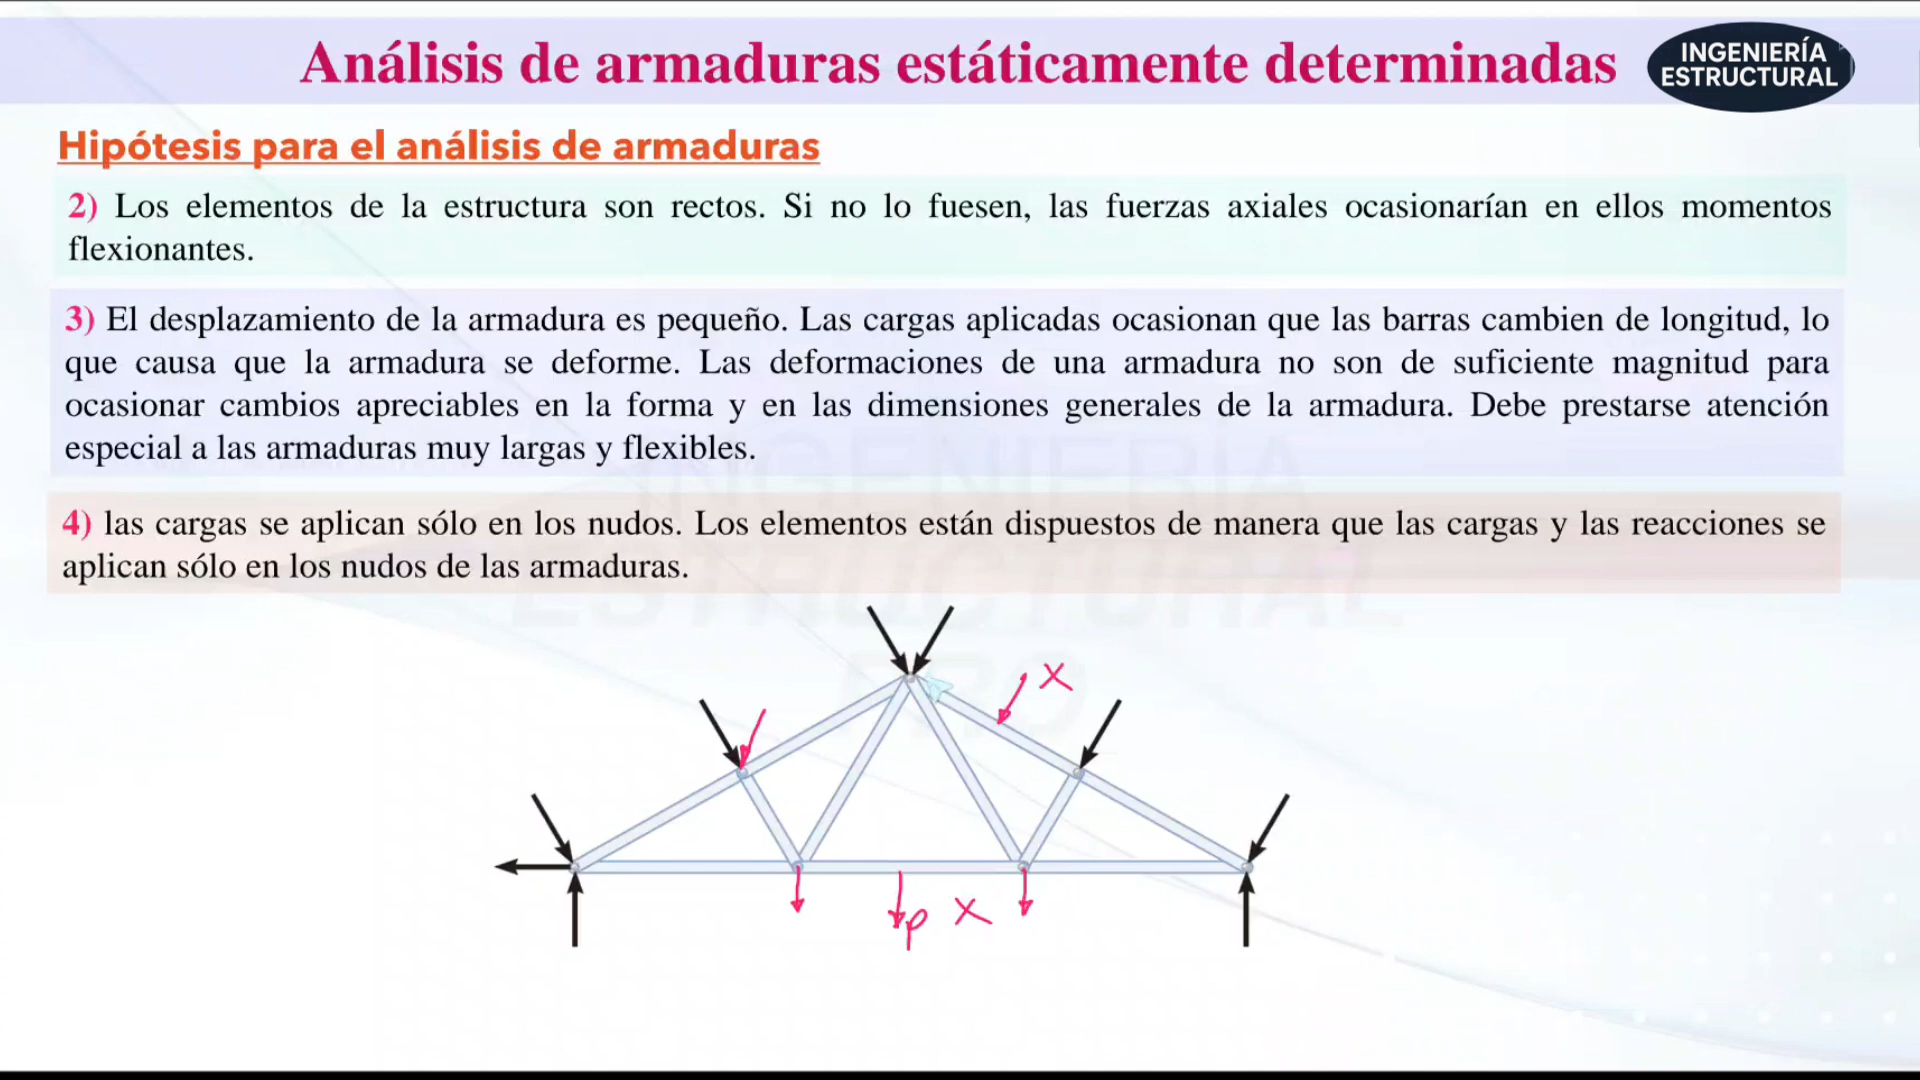 Análisis de armaduras estáticamente determinadas
INGENIERÍA
ESTRUCTURAL
Hipótesis para el análisis de armaduras
2) Los elementos de la estructura son rectos. Si no lo fuesen, las fuerzas axiales ocasionarían en ellos momentos
flexionantes.
3) El desplazamiento de la armadura es pequeño. Las cargas aplicadas ocasionan que las barras cambien de longitud, lo
que causa que la armadura se deforme. Las deformaciones de una armadura no son de suficiente magnitud para
ocasionar cambios apreciables en la forma y en las dimensiones generales de la armadura. Debe prestarse atención
especial a las armaduras muy largas y flexibles.
INGENIERÍA
4) las cargas se aplican sólo en los nudos. Los elementos están dispuestos de manera que las cargas y las reacciones se
aplican sólo en los nudos de las armaduras.
ESTRUCTURAL
PRO
X
P X